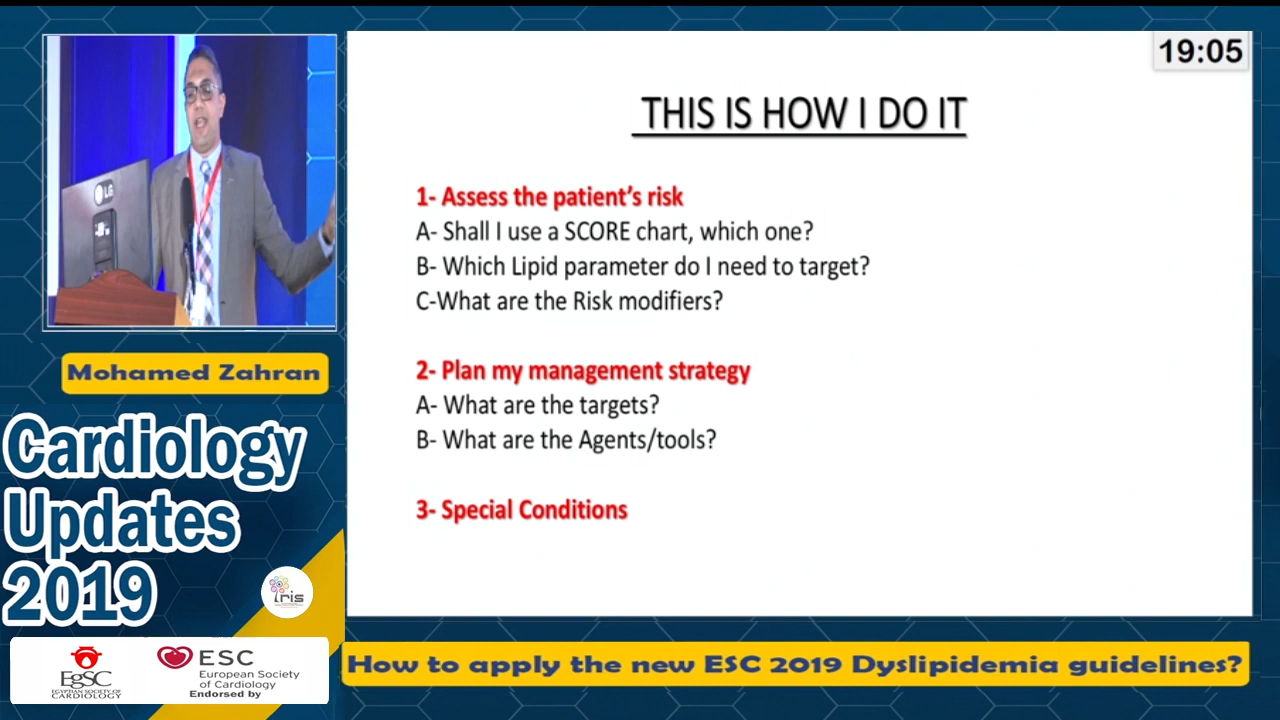 19:05
THIS IS HOW I DO IT
1- Assess the patient's risk
A- Shall I use a SCORE chart, which one?
B- Which Lipid parameter do I need to target?
C-What are the Risk modifiers?
2- Plan my management strategy
A- What are the targets?
B- What are the Agents/tools?
3- Special Conditions
LG
Mohamed Zahran
Cardiology
Updates
2019
iris
EgSC
EGYPTIAN SOCIETY OF
CARDIOLOGY
ESC
European Society
of Cardiology
Endorsed by
How to apply the new ESC 2019 Dyslipidemia guidelines?